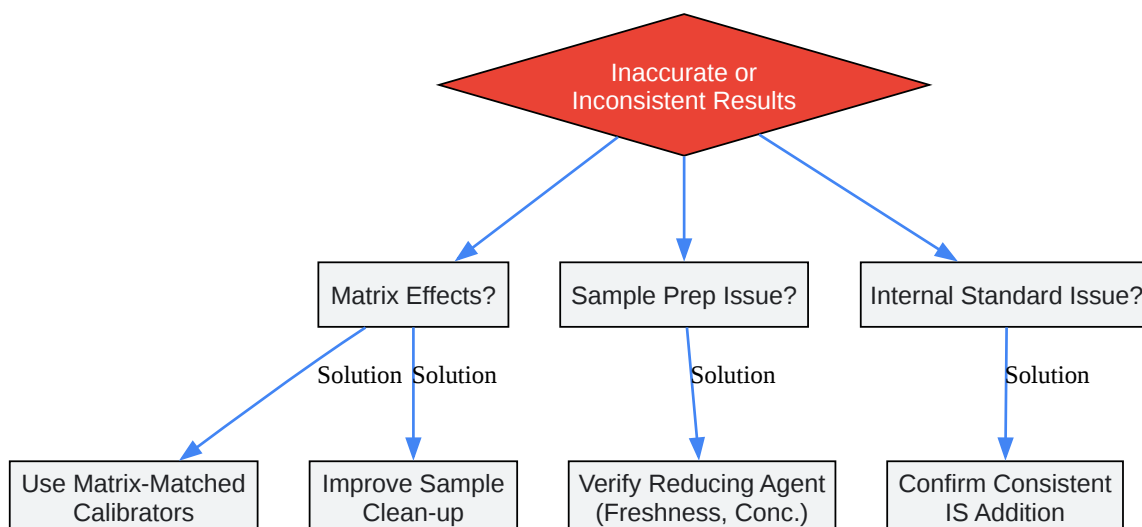 Inaccurate or
Inconsistent Results
Matrix Effects?
Sample Prep Issue?
Internal Standard Issue?
Solution
Solution
Solution
Solution
Use Matrix-Matched
Calibrators
Improve Sample
Clean-up
Verify Reducing Agent
(Freshness, Conc.)
Confirm Consistent
IS Addition